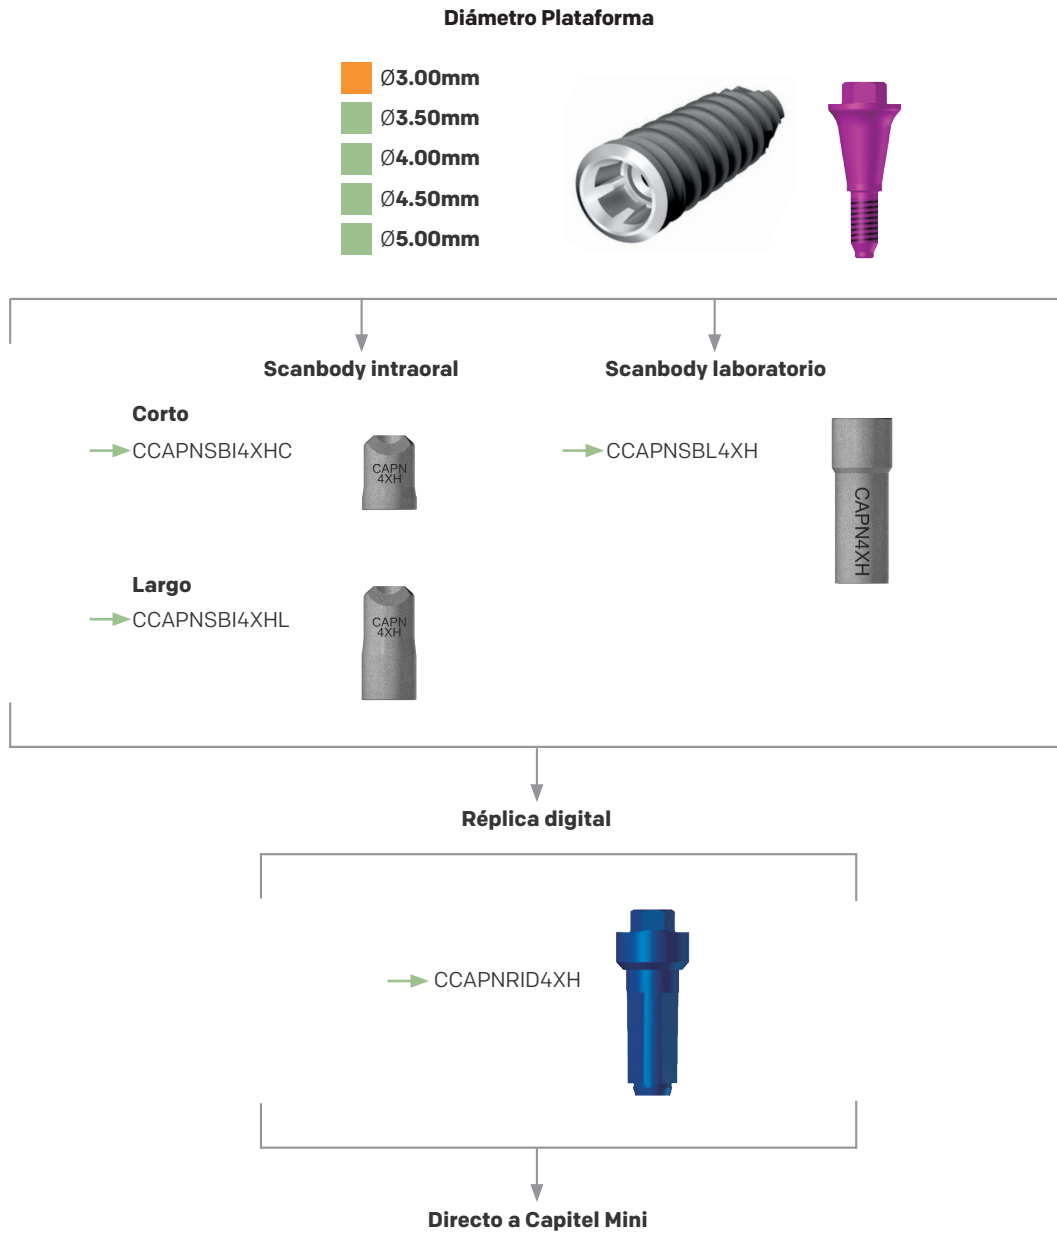 Diámetro Plataforma
Ø3.00mm
Ø3.50mm
Ø4.00mm
Ø4.50mm
Ø5.00mm
Scanbody intraoral
Scanbody laboratorio
Corto
CCAPNSBI4XHC
CAPN
4XH
CCAPNSBL4XH
CAPN4XH
Largo
CCAPNSBI4XHL
CAPN
4XH
Réplica digital
CCAPNRID4XH
Directo a Capitel Mini